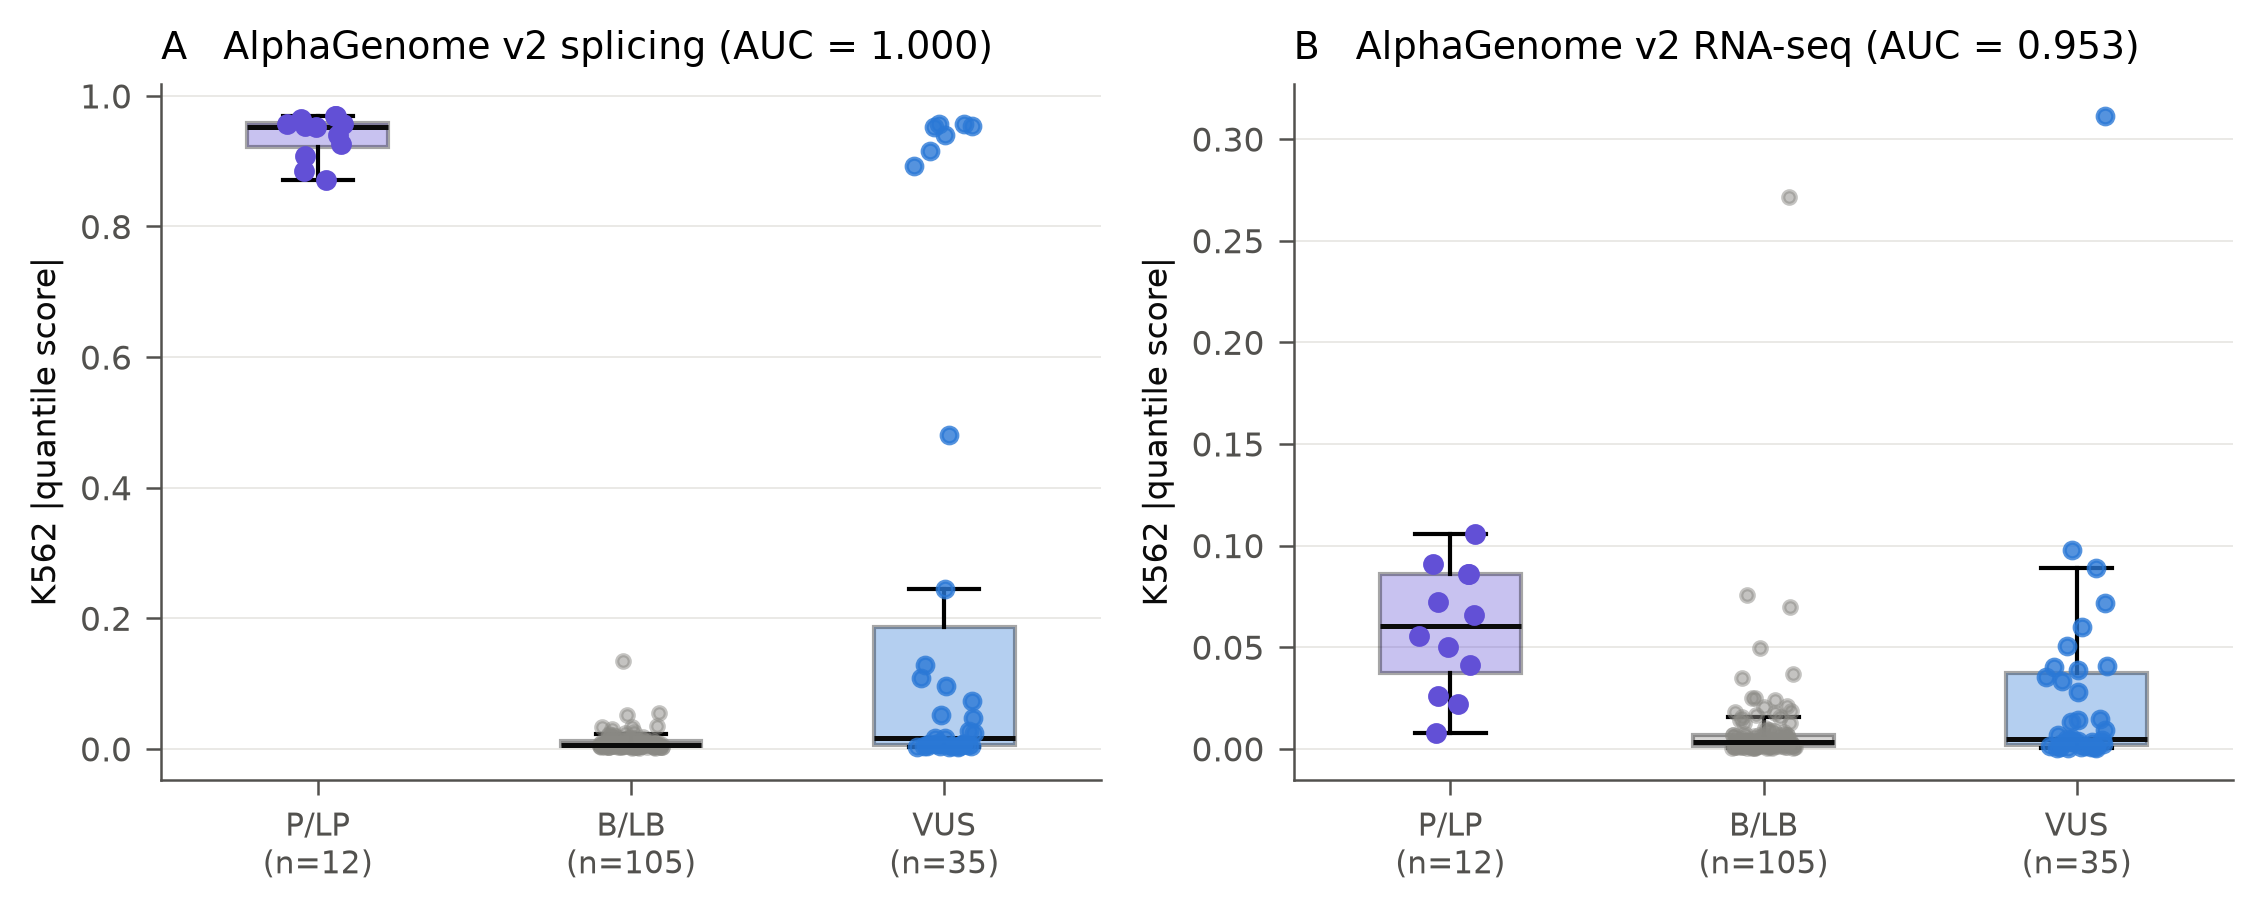 A   AlphaGenome v2 splicing (AUC = 1.000)
K562 |quantile score|
1.0
0.8
0.6
0.4
0.2
0.0
P/LP
(n=12)
B/LB
(n=105)
VUS
(n=35)
B   AlphaGenome v2 RNA-seq (AUC = 0.953)
K562 |quantile score|
0.30
0.25
0.20
0.15
0.10
0.05
0.00
P/LP
(n=12)
B/LB
(n=105)
VUS
(n=35)